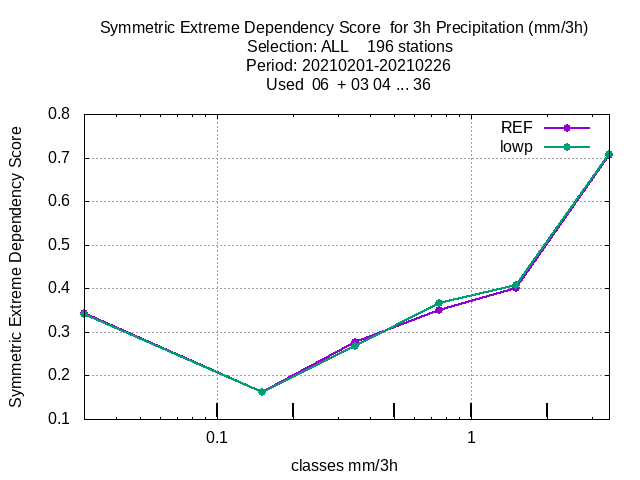 Symmetric Extreme Dependency Score  for 3h Precipitation (mm/3h)
Selection: ALL    196 stations
Period: 20210201-20210226
Used  06  + 03 04 ... 36
REF
lowp
0.8
0.7
0.6
0.5
0.4
0.3
0.2
0.1
Symmetric Extreme Dependency Score
0.1
1
classes mm/3h